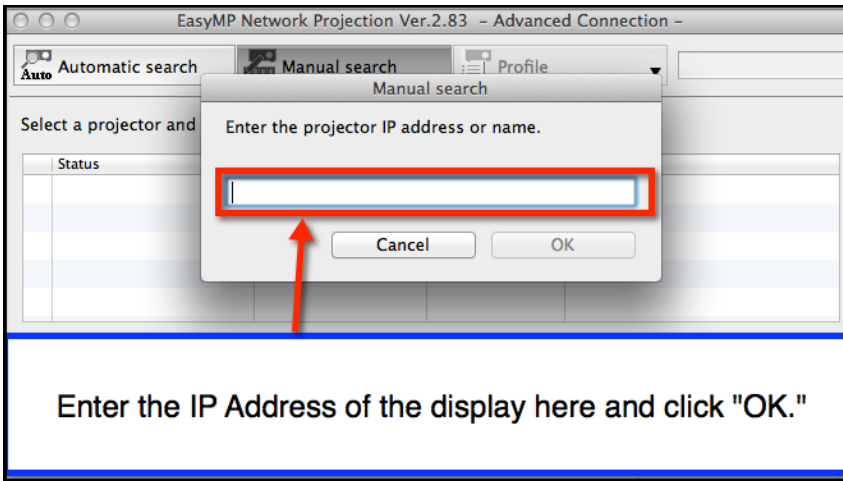 EasyMP Network Projection Ver.2.83 - Advanced Connection -
Auto Automatic search Manual search Profile
Manual search
Select a projector and
Enter the projector IP address or name.
Status
Cancel OK
Enter the IP Address of the display here and click "OK."